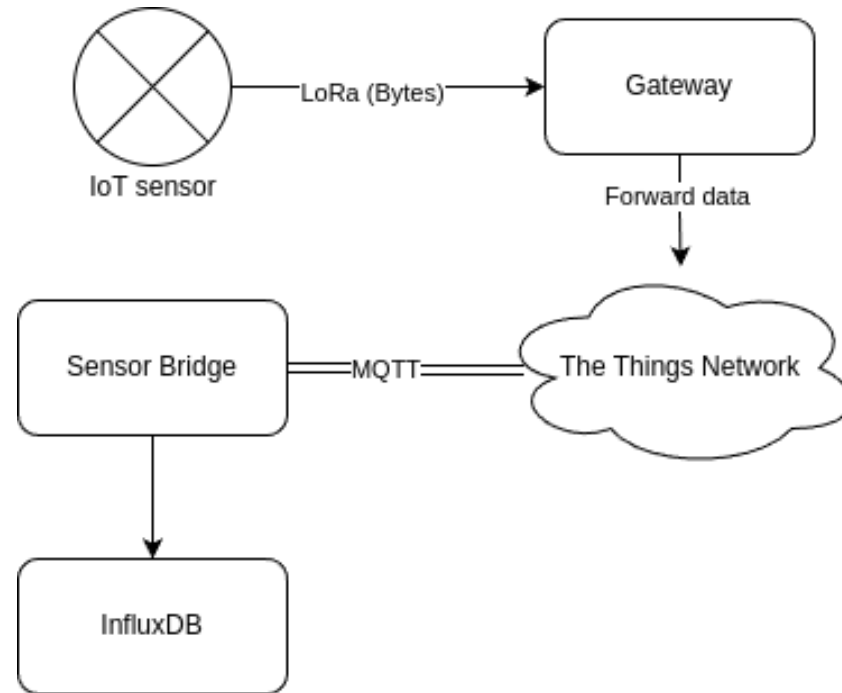 LoRa (Bytes)
Gateway
IoT sensor
Forward data
Sensor Bridge
MQTT
The Things Network
InfluxDB